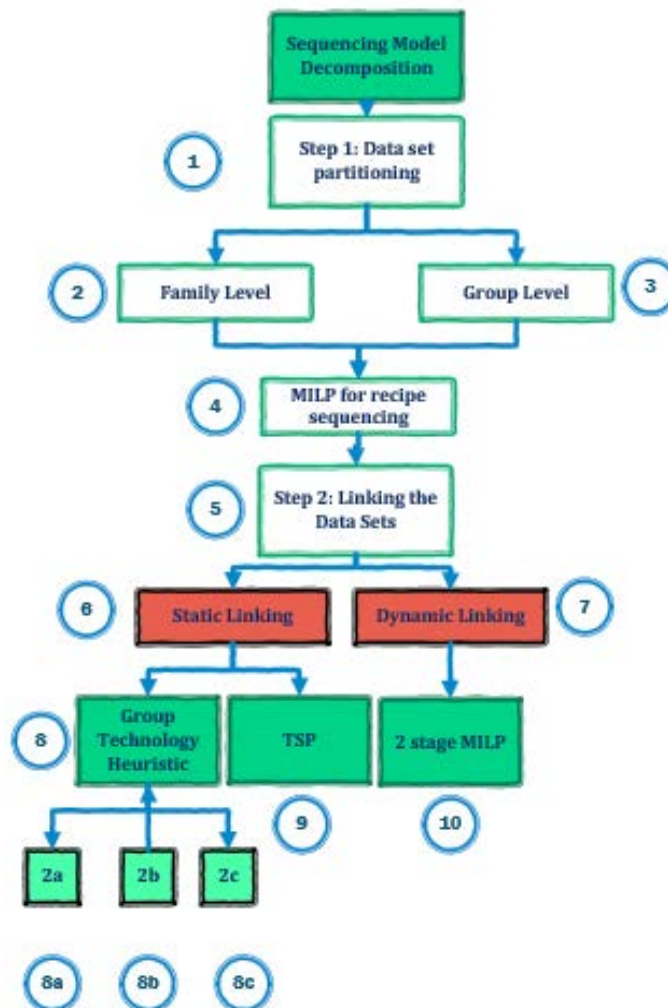 Sequencing Model
Decomposition
1
Step 1: Data set
partitioning
2
Family Level
Group Level
3
4
MILP for recipe
sequencing
5
Step 2: Linking the
Data Sets
6
Static Linking
Dynamic Linking
7
8
Group
Technology
Heuristic
TSP
2 stage MILP
9
10
2a
2b
2c
8a
8b
8c